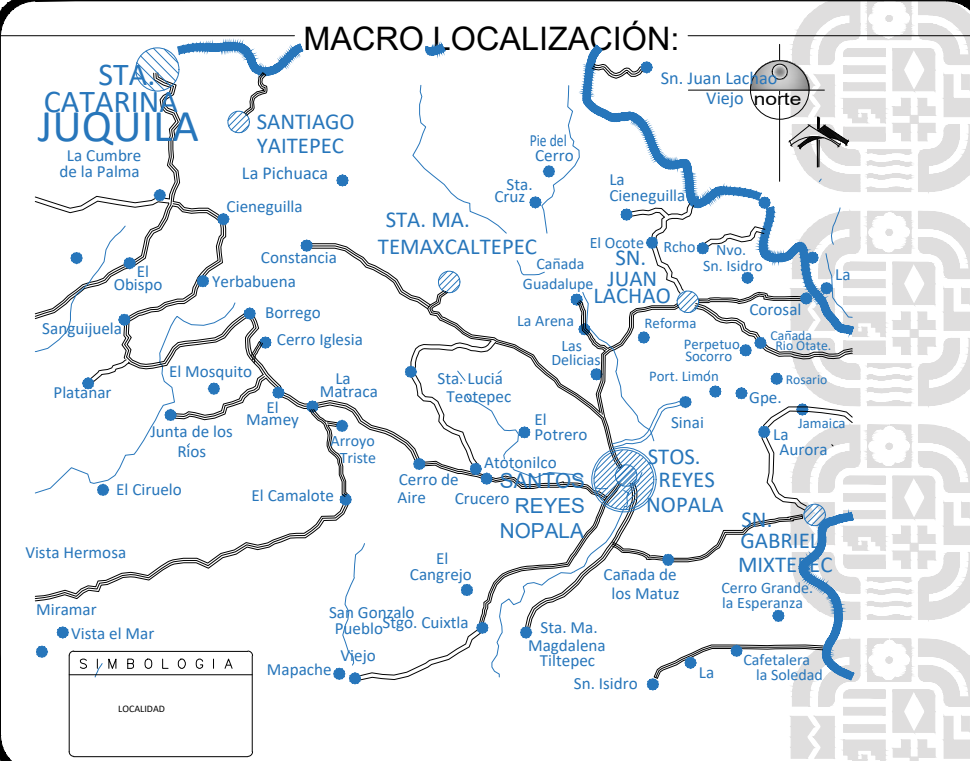 MACRO LOCALIZACIÓN:
STA.
CATARINA
JUQUILA
Sn. Juan Lachao
Viejo
norte
SANTIAGO
YAITEPEC
La Cumbre
de la Palma
La Pichuaca
Pie del
Cerro
Sta.
Cruz
La
Cieneguilla
Cieneguilla
STA. MA.
TEMAXCALTEPEC
El Ocote
Rcho
Nvo.
Sn. Isidro
SN.
JUAN
LACHAO
Constancia
Cañada
Guadalupe
El
Obispo
Yerbabuena
La
Corosal
Sanguijuela
Borrego
La Arena
Reforma
Cerro Iglesia
Las
Delicias
Perpetuo
Socorro
Cañada
Rio Otate.
Platanar
El Mosquito
La
Matraca
Sta. Luciá
Teotepec
Port. Limón
Rosario
Gpe.
El
Mamey
Junta de los
Ríos
Arroyo
Triste
El
Potrero
Sinai
Jamaica
La
Aurora
El Ciruelo
El Camalote
Cerro de
Aire
Atotonilco
Crucero
SANTOS
REYES
NOPALA
STOS.
REYES
NOPALA
SN.
GABRIEL
MIXTEPEC
Vista Hermosa
El
Cangrejo
Cañada de
los Matuz
Cerro Grande.
la Esperanza
Miramar
Vista el Mar
San Gonzalo
Pueblo
Viejo
Stgo. Cuixtla
Sta. Ma.
Magdalena
Tiltepec
Mapache
Sn. Isidro
La
Cafetalera
la Soledad
SIMBOLOGIA
LOCALIDAD